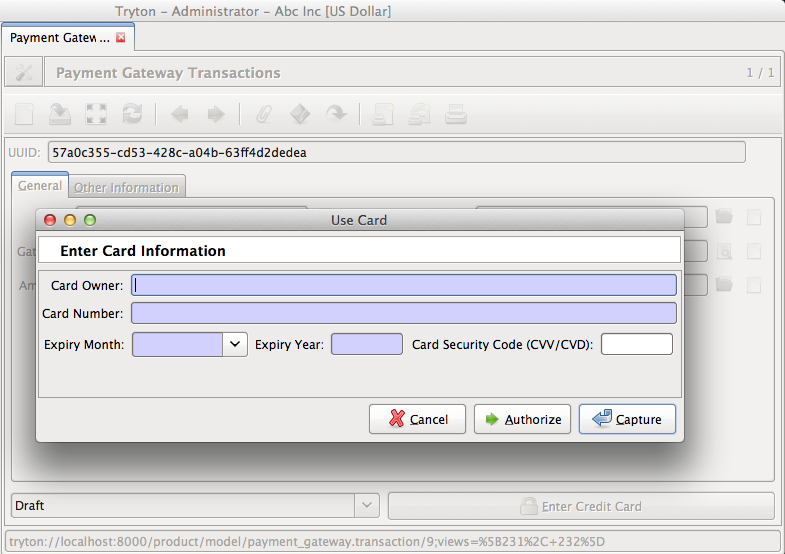 Tryton - Administrator - Abc Inc [US Dollar]
Payment Gatew ...
Payment Gateway Transactions
1 / 1
UUID: 57a0c355-cd53-428c-a04b-63ff4d2dedea
General Other Information
Use Card
Enter Card Information
Card Owner:
Card Number:
Expiry Month: Expiry Year: Card Security Code (CVV/CVD):
Cancel Authorize Capture
Gat
Am
Draft
Enter Credit Card
tryton://localhost:8000/product/model/payment_gateway.transaction/9;views=%5B231%2C+232%5D